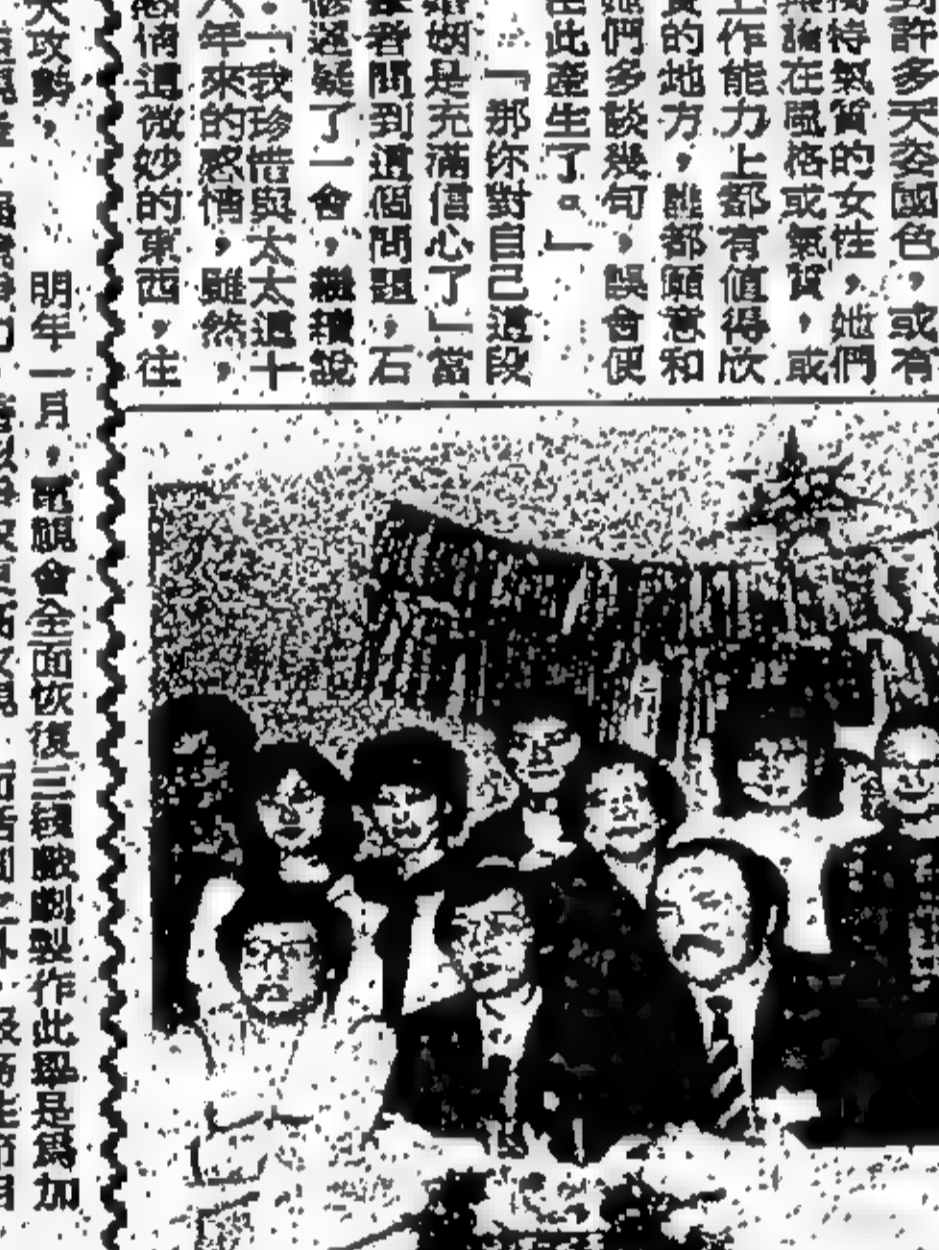 到許多天姿國色，或有
獨特氣質的女性，她們
無論在風格或氣質，或
工作能力上都有值得欣
賞的地方，誰都願意和
她們多談幾句，誤會便
在此產生了。」
「那你對自己這段
婚姻是充滿信心了」當
記者問到這個問題，石
修遲疑了一會，繼續說
：「我珍惜與太太這十
六年來的感情，雖然，
感情這微妙的東西，往
大攻勢，
明年一月，電視會全面恢復三線戲劇製作此舉是為加